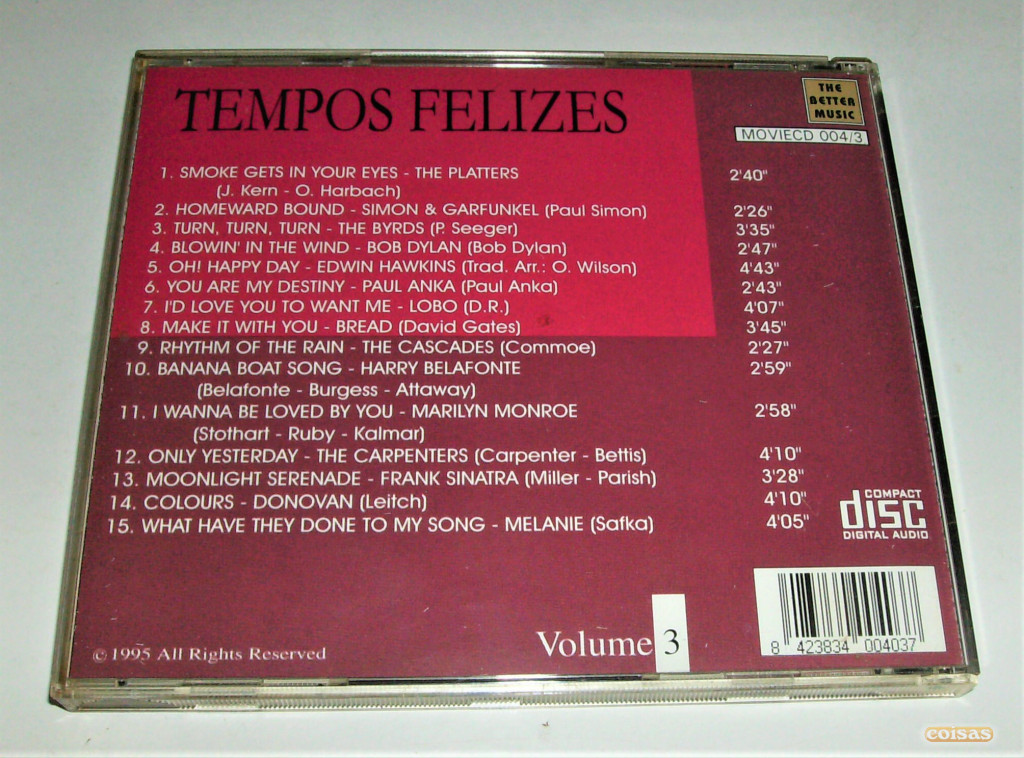 TEMPOS FELIZES
THE
BETTER
MUSIC
MOVIECD 004/3
1. SMOKE GETS IN YOUR EYES - THE PLATTERS 2'40"
(J. Kern - O. Harbach)
2. HOMEWARD BOUND - SIMON & GARFUNKEL (Paul Simon) 2'26"
3. TURN, TURN, TURN - THE BYRDS (P. Seeger) 3'35"
4. BLOWIN' IN THE WIND - BOB DYLAN (Bob Dylan) 2'47"
5. OH! HAPPY DAY - EDWIN HAWKINS (Trad. Arr.: O. Wilson) 4'43"
6. YOU ARE MY DESTINY - PAUL ANKA (Paul Anka) 2'43"
7. I'D LOVE YOU TO WANT ME - LOBO (D.R.) 4'07"
8. MAKE IT WITH YOU - BREAD (David Gates) 3'45"
9. RHYTHM OF THE RAIN - THE CASCADES (Commoe) 2'27"
10. BANANA BOAT SONG - HARRY BELAFONTE 2'59"
(Belafonte - Burgess - Attaway)
11. I WANNA BE LOVED BY YOU - MARILYN MONROE 2'58"
(Stothart - Ruby - Kalmar)
12. ONLY YESTERDAY - THE CARPENTERS (Carpenter - Bettis) 4'10"
13. MOONLIGHT SERENADE - FRANK SINATRA (Miller - Parish) 3'28"
14. COLOURS - DONOVAN (Leitch) 4'10"
15. WHAT HAVE THEY DONE TO MY SONG - MELANIE (Safka) 4'05"
COMPACT
disc
DIGITAL AUDIO
© 1995 All Rights Reserved
Volume 3
8 423834 004037
coisas